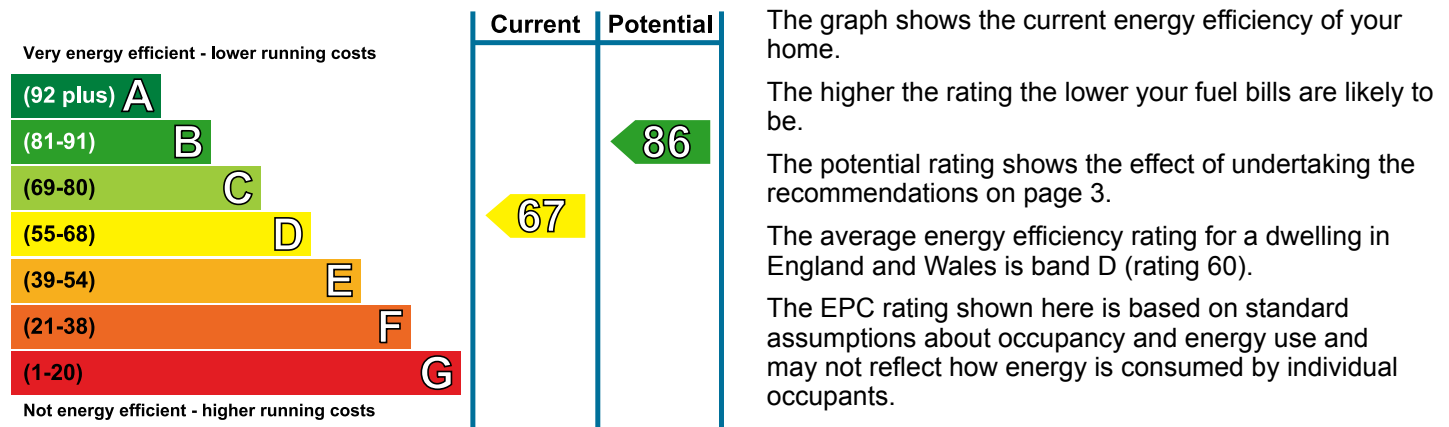 Current Potential
Very energy efficient - lower running costs
(92 plus) A
(81-91) B
(69-80) C
(55-68) D
(39-54) E
(21-38) F
(1-20) G
Not energy efficient - higher running costs
67
86
The graph shows the current energy efficiency of your
home.
The higher the rating the lower your fuel bills are likely to
be.
The potential rating shows the effect of undertaking the
recommendations on page 3.
The average energy efficiency rating for a dwelling in
England and Wales is band D (rating 60).
The EPC rating shown here is based on standard
assumptions about occupancy and energy use and
may not reflect how energy is consumed by individual
occupants.